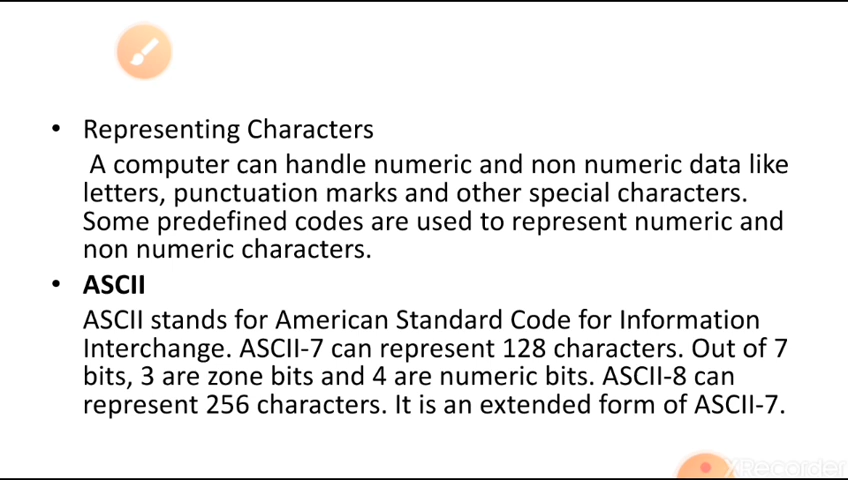 • Representing Characters
A computer can handle numeric and non numeric data like
letters, punctuation marks and other special characters.
Some predefined codes are used to represent numeric and
non numeric characters.
• ASCII
ASCII stands for American Standard Code for Information
Interchange. ASCII-7 can represent 128 characters. Out of 7
bits, 3 are zone bits and 4 are numeric bits. ASCII-8 can
represent 256 characters. It is an extended form of ASCII-7.
XRecorder